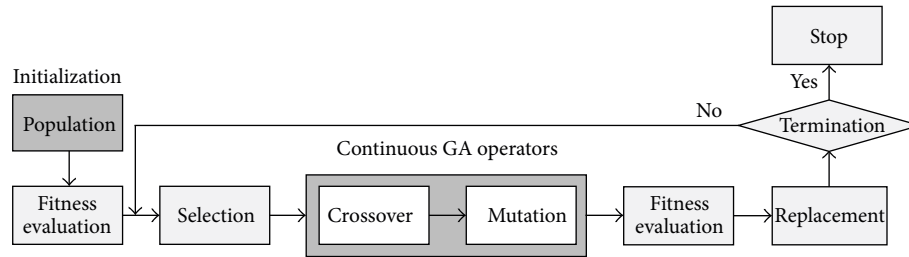 Stop
Initialization
Yes
Population
No
Termination
Continuous GA operators
Fitness
evaluation
Selection
Crossover
Mutation
Fitness
evaluation
Replacement